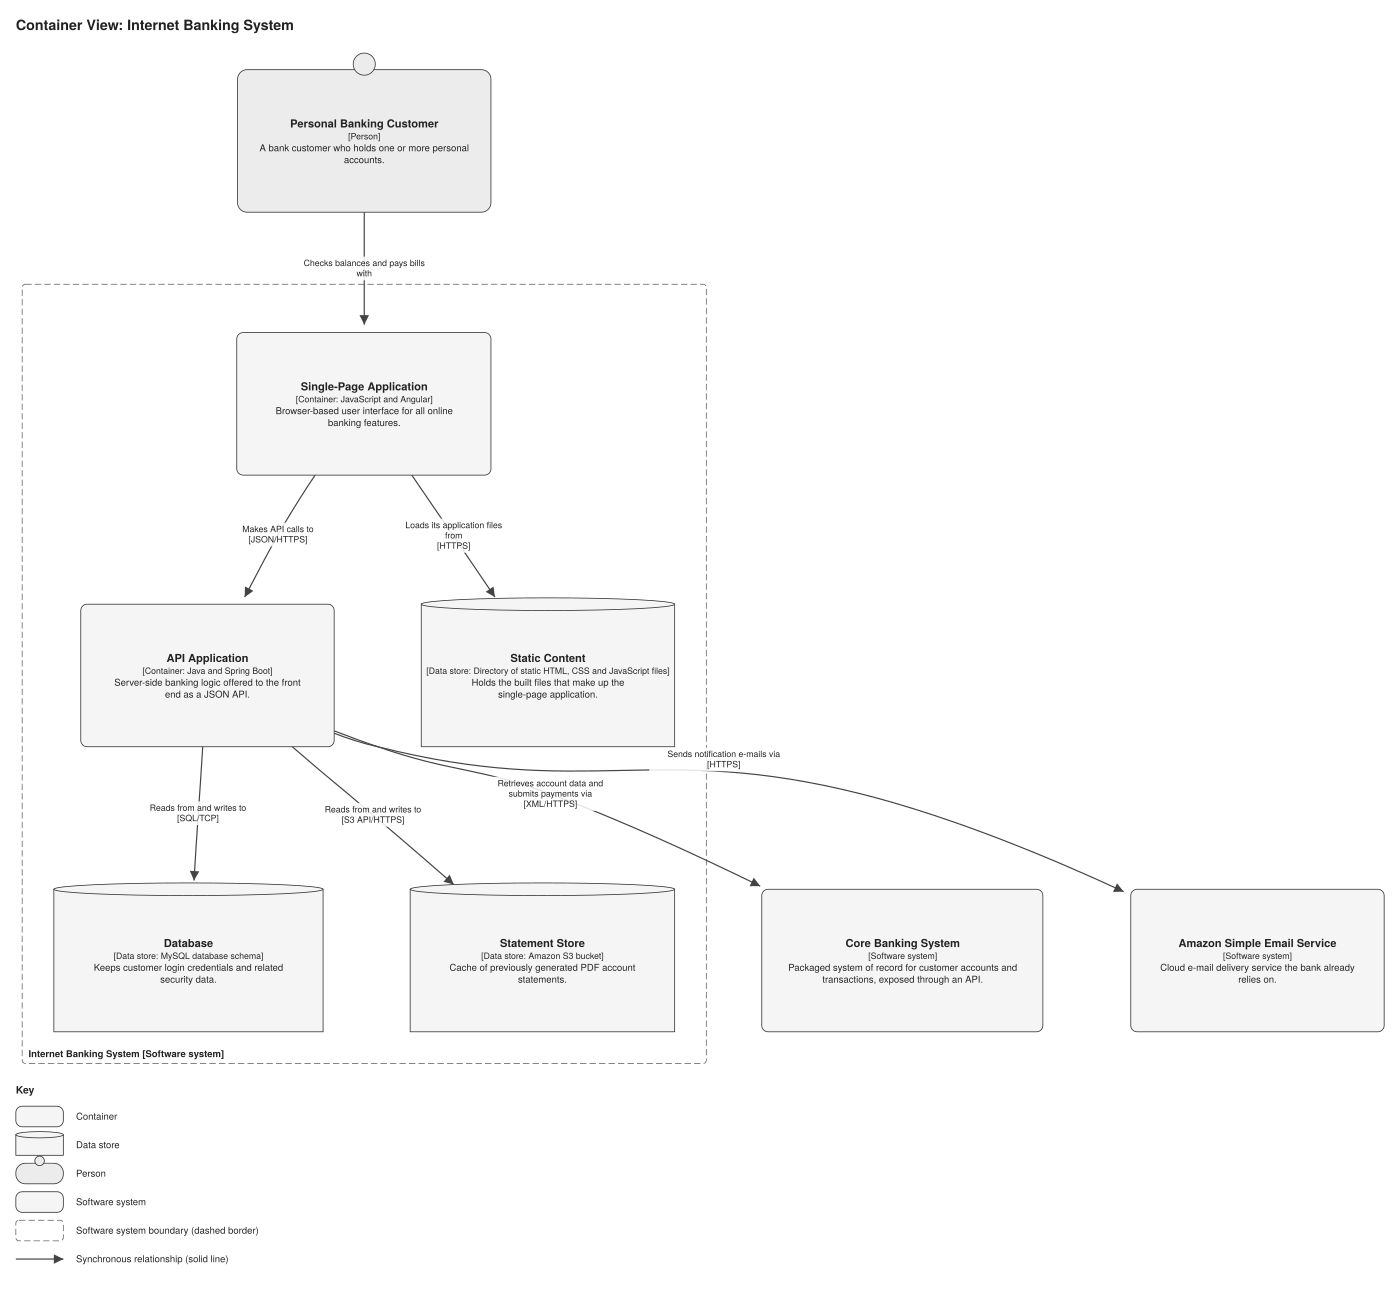 Container View: Internet Banking System
Personal Banking Customer
[Person]
A bank customer who holds one or more personal
accounts.
Checks balances and pays bills
with
Single-Page Application
[Container: JavaScript and Angular]
Browser-based user interface for all online
banking features.
Makes API calls to
[JSON/HTTPS]
Loads its application files
from
[HTTPS]
API Application
[Container: Java and Spring Boot]
Server-side banking logic offered to the front
end as a JSON API.
Static Content
[Data store: Directory of static HTML, CSS and JavaScript files]
Holds the built files that make up the
single-page application.
Sends notification e-mails via
[HTTPS]
Retrieves account data and
submits payments via
[XML/HTTPS]
Reads from and writes to
[SQL/TCP]
Reads from and writes to
[S3 API/HTTPS]
Database
[Data store: MySQL database schema]
Keeps customer login credentials and related
security data.
Statement Store
[Data store: Amazon S3 bucket]
Cache of previously generated PDF account
statements.
Core Banking System
[Software system]
Packaged system of record for customer accounts and
transactions, exposed through an API.
Amazon Simple Email Service
[Software system]
Cloud e-mail delivery service the bank already
relies on.
Internet Banking System [Software system]
Key
Container
Data store
Person
Software system
Software system boundary (dashed border)
Synchronous relationship (solid line)